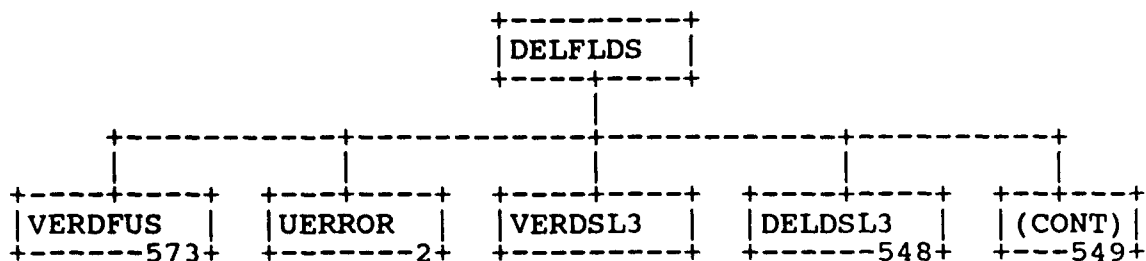 DELFLDS
VERDFUS UERROR VERDSL3 DELDSL3 (CONT)
573 2 548 549